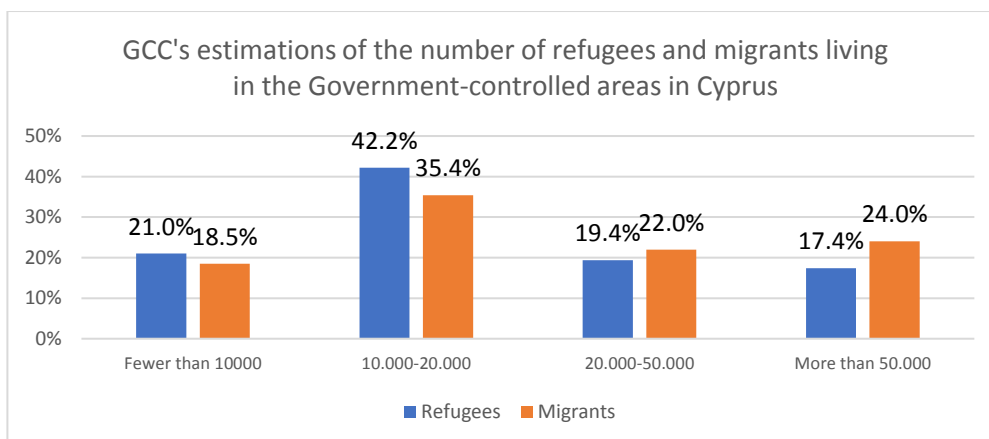 GCC's estimations of the number of refugees and migrants living
in the Government-controlled areas in Cyprus
50%
40%
30%
20%
10%
0%
21.0%
18.5%
42.2%
35.4%
19.4%
22.0%
17.4%
24.0%
Fewer than 10000
10.000-20.000
20.000-50.000
More than 50.000
Refugees
Migrants